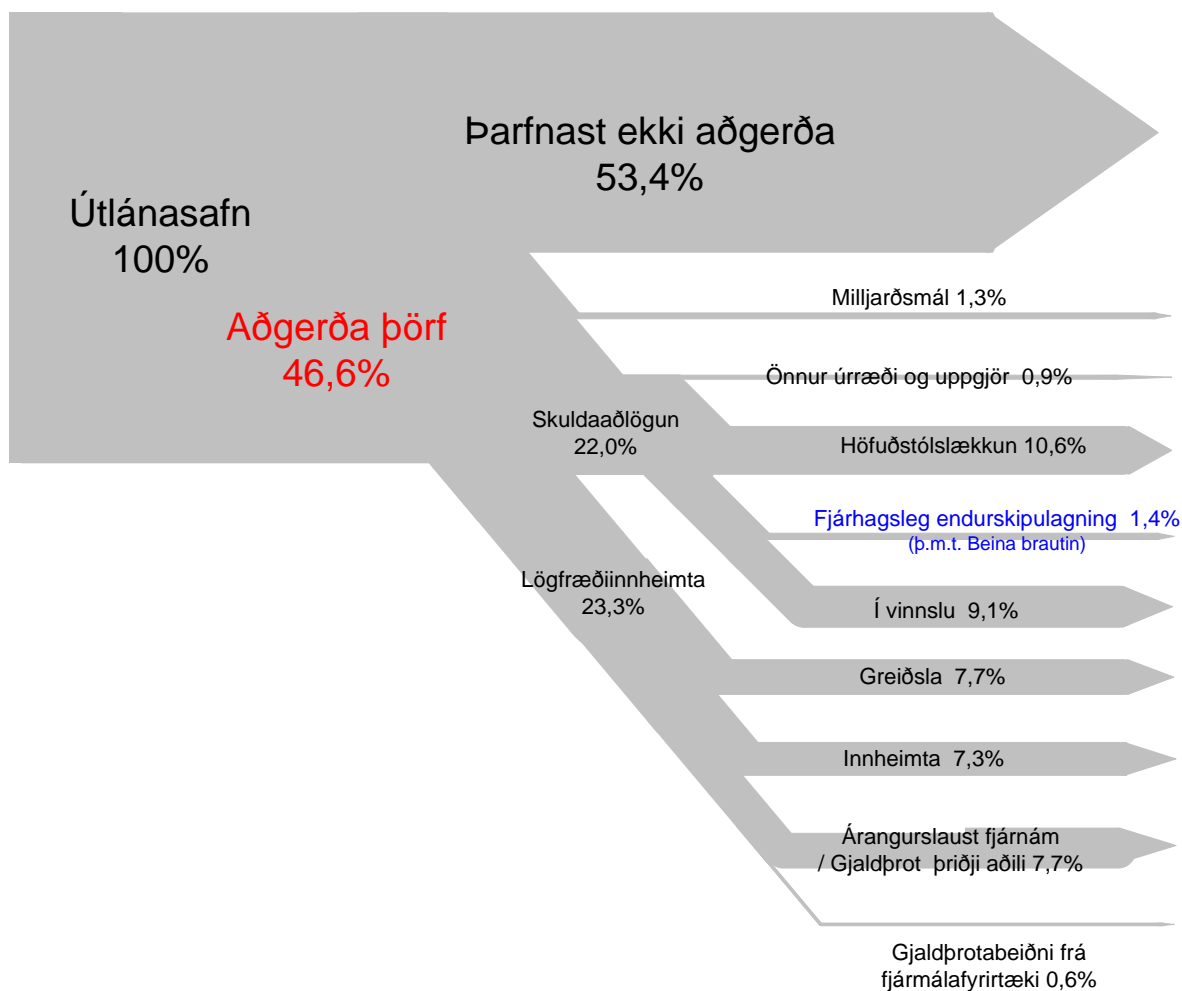 Þarfnast ekki aðgerða
53,4%
Útlánasafn
100%
Aðgerða þörf
46,6%
Milljarðsmál 1,3%
Önnur úrræði og uppgjör 0,9%
Skuldaaðlögun
22,0%
Höfuðstólslækkun 10,6%
Fjárhagsleg endurskipulagning 1,4%
(þ.m.t. Beina brautin)
Lögfræðiinnheimta
23,3%
Í vinnslu 9,1%
Greiðsla 7,7%
Innheimta 7,3%
Árangurslaust fjárnám
/ Gjaldþrot þriðji aðili 7,7%
Gjaldþrotabeiðni frá
fjármálafyrirtæki 0,6%